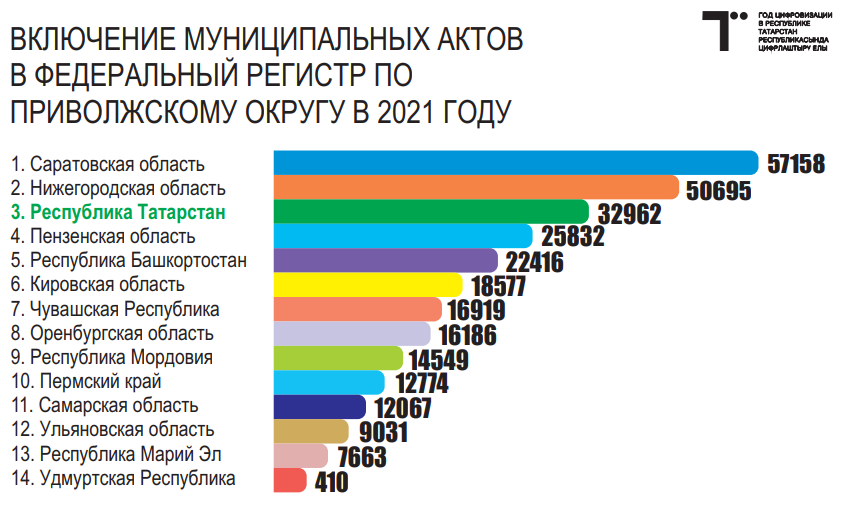 ВКЛЮЧЕНИЕ МУНИЦИПАЛЬНЫХ АКТОВ
В ФЕДЕРАЛЬНЫЙ РЕГИСТР ПО
ПРИВОЛЖСКОМУ ОКРУГУ В 2021 ГОДУ
ГОД ЦИФРОВИЗАЦИИ
В РЕСПУБЛИКЕ
ТАТАРСТАН
РЕСПУБЛИКАСЫНДА
ЦИФРЛАШТЫРУ ЕЛЫ
1. Саратовская область 57158
2. Нижегородская область 50695
3. Республика Татарстан 32962
4. Пензенская область 25832
5. Республика Башкортостан 22416
6. Кировская область 18577
7. Чувашская Республика 16919
8. Оренбургская область 16186
9. Республика Мордовия 14549
10. Пермский край 12774
11. Самарская область 12067
12. Ульяновская область 9031
13. Республика Марий Эл 7663
14. Удмуртская Республика 410